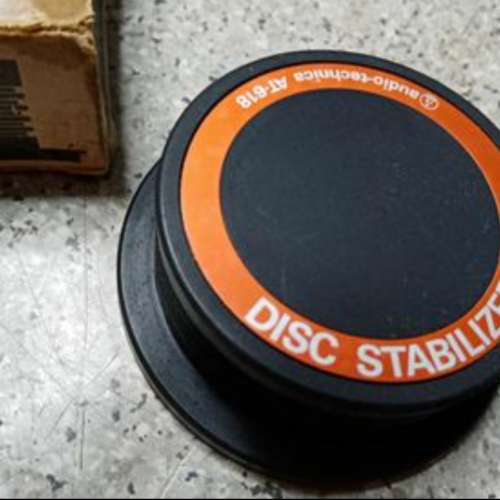 audio-technica AT-618
DISC STABILIZ